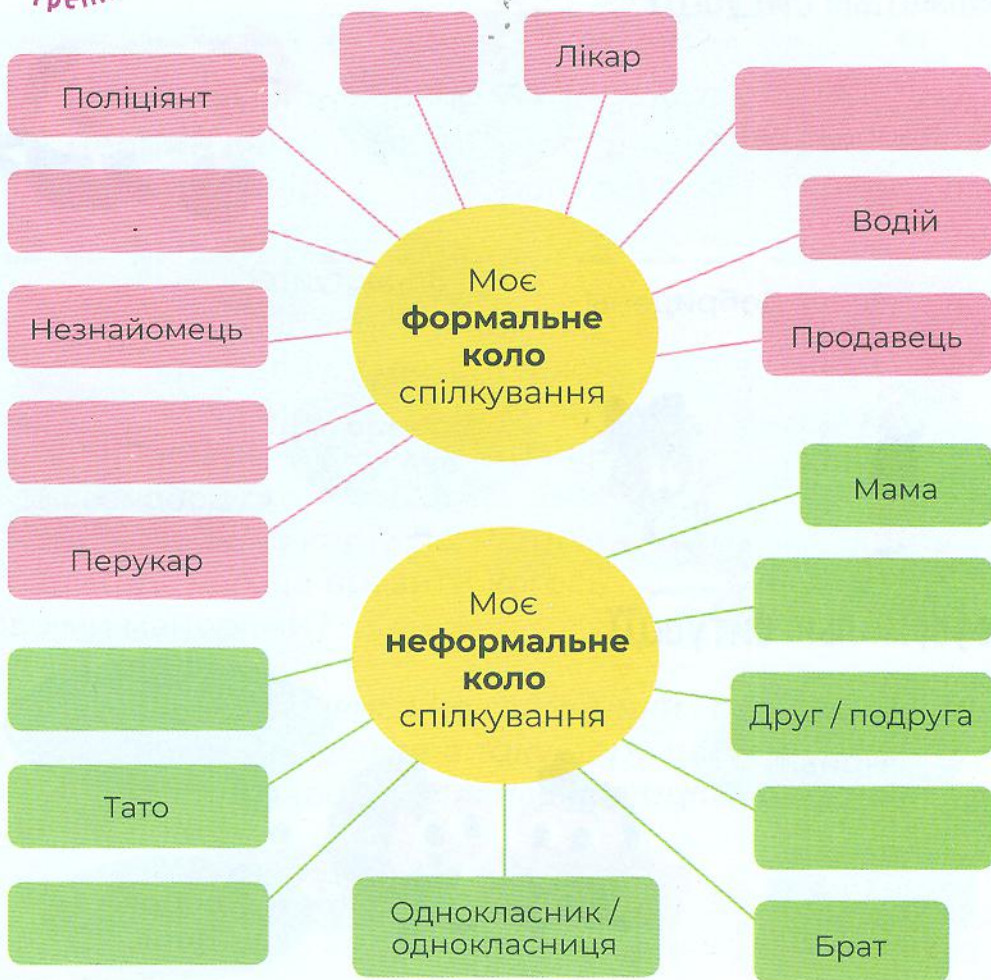 Лікар
Поліціянт
Водій
Моє
формальне
коло
спілкування
Незнайомець
Продавець
Перукар
Мама
Моє
неформальне
коло
спілкування
Друг / подруга
Тато
Однокласник /
однокласниця
Брат